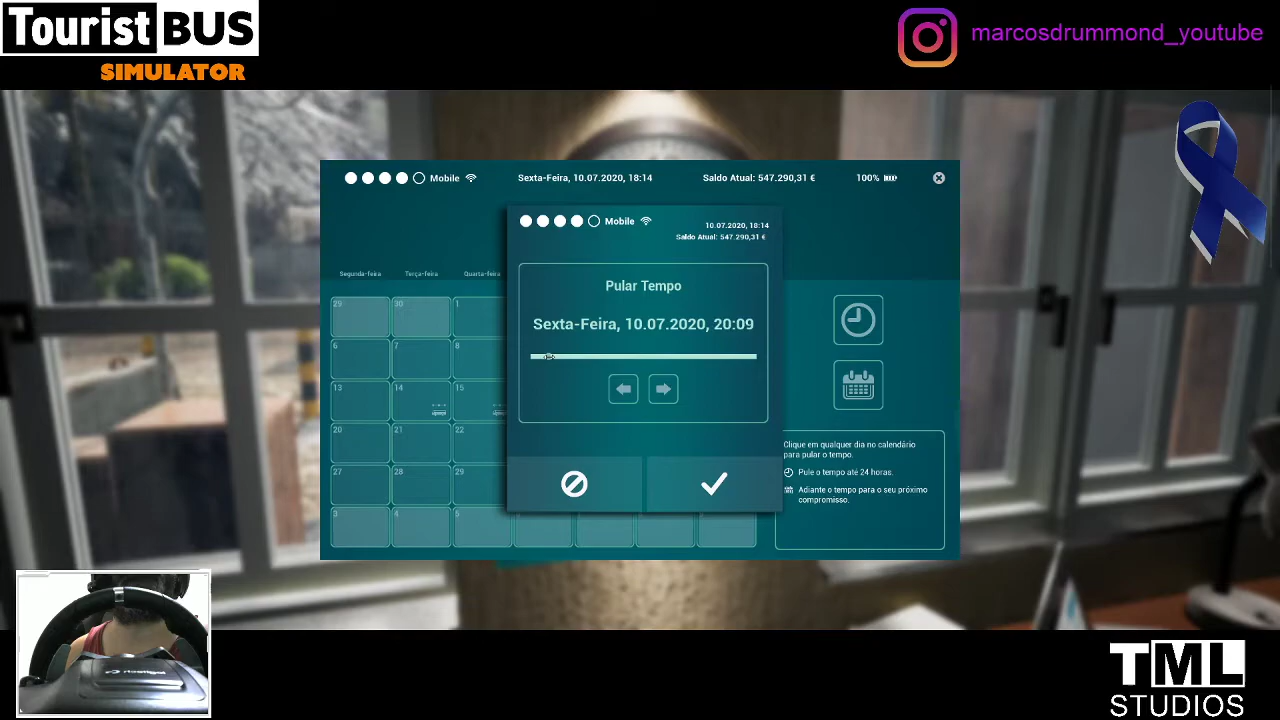 Tourist BUS
SIMULATOR
marcosdrummond_youtube
Mobile
Sexta-Feira, 10.07.2020, 18:14
Saldo Atual: 547.290,31 €
100%
Mobile
10.07.2020, 18:14
Saldo Atual: 547.290,31 €
Pular Tempo
Sexta-Feira, 10.07.2020, 20:09
Segunda-feira
Terça-feira
Quarta-feira
29
30
1
6
7
8
13
14
15
20
21
22
27
28
29
3
4
5
Clique em qualquer dia no calendário
para pular o tempo.
Pule o tempo até 24 horas.
Adiante o tempo para o seu próximo
compromisso.
TML
STUDIOS